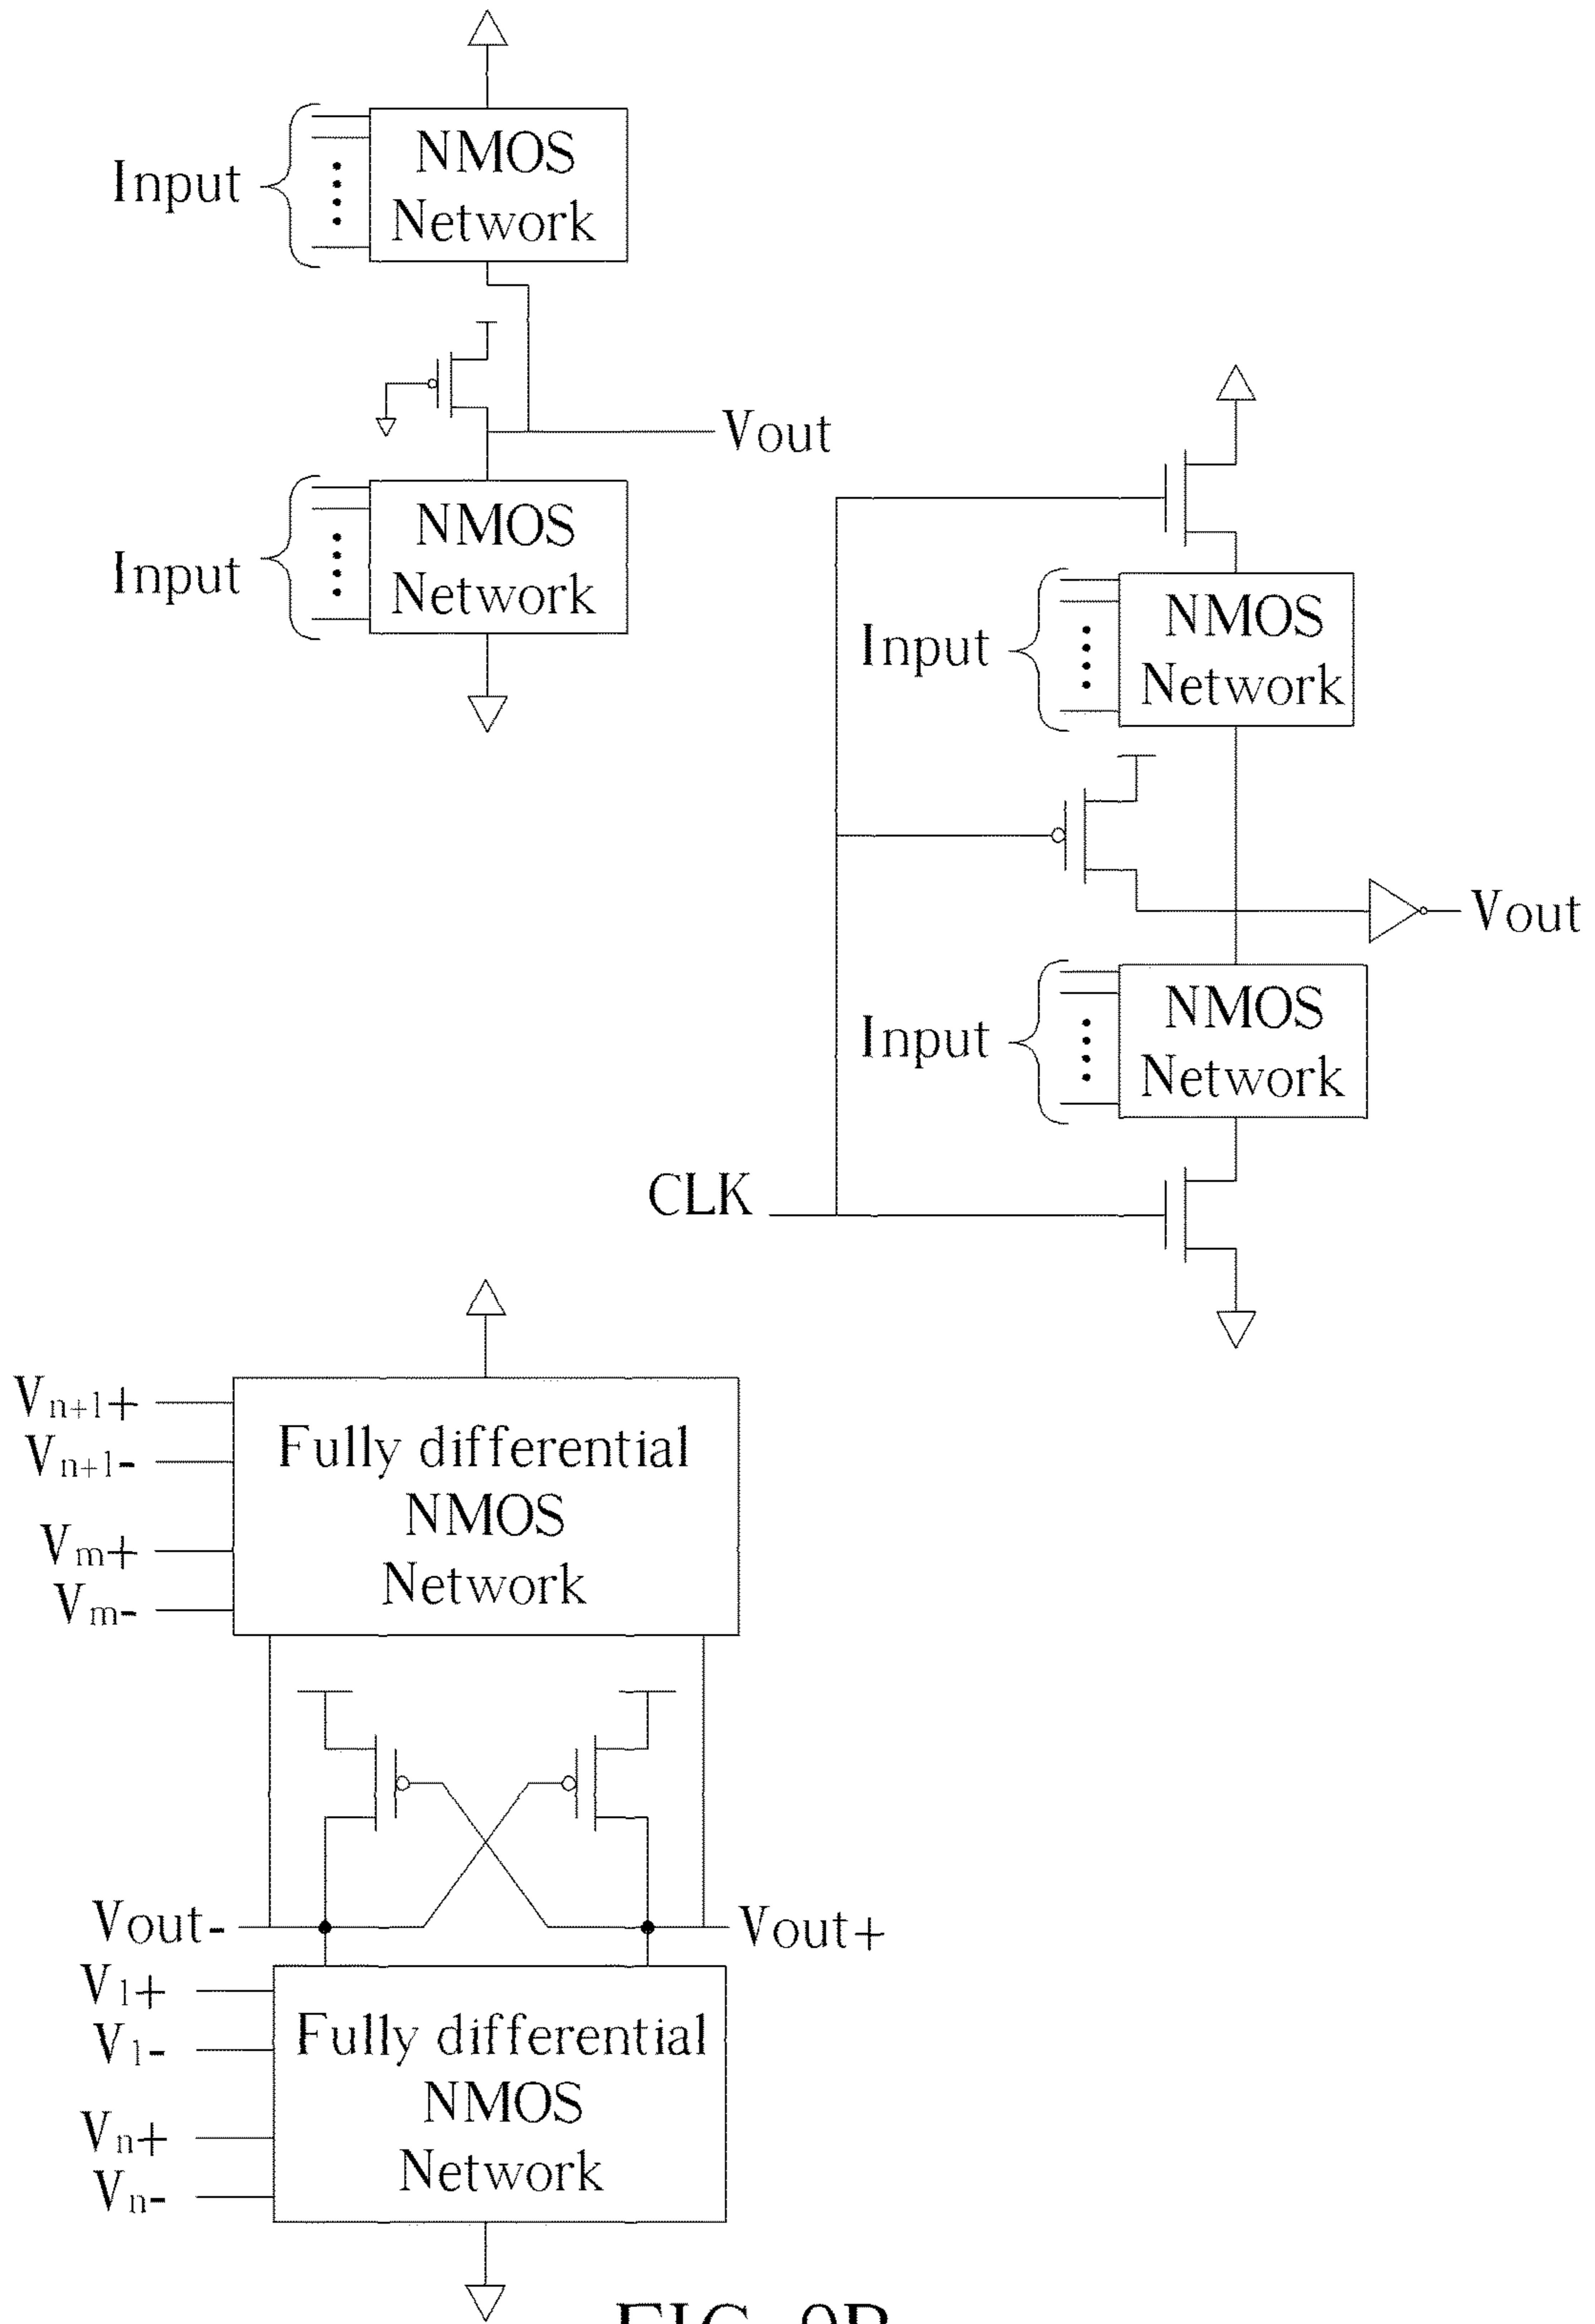 Input
NMOS
Network
Vout
Input
NMOS
Network
Input
NMOS
Network
Vout
Input
NMOS
Network
CLK
Vn+1+
Vn+1-
Vm+
Vm-
Fully differential
NMOS
Network
Vout-
Vout+
V1+
V1-
Vn+
Vn-
Fully differential
NMOS
Network